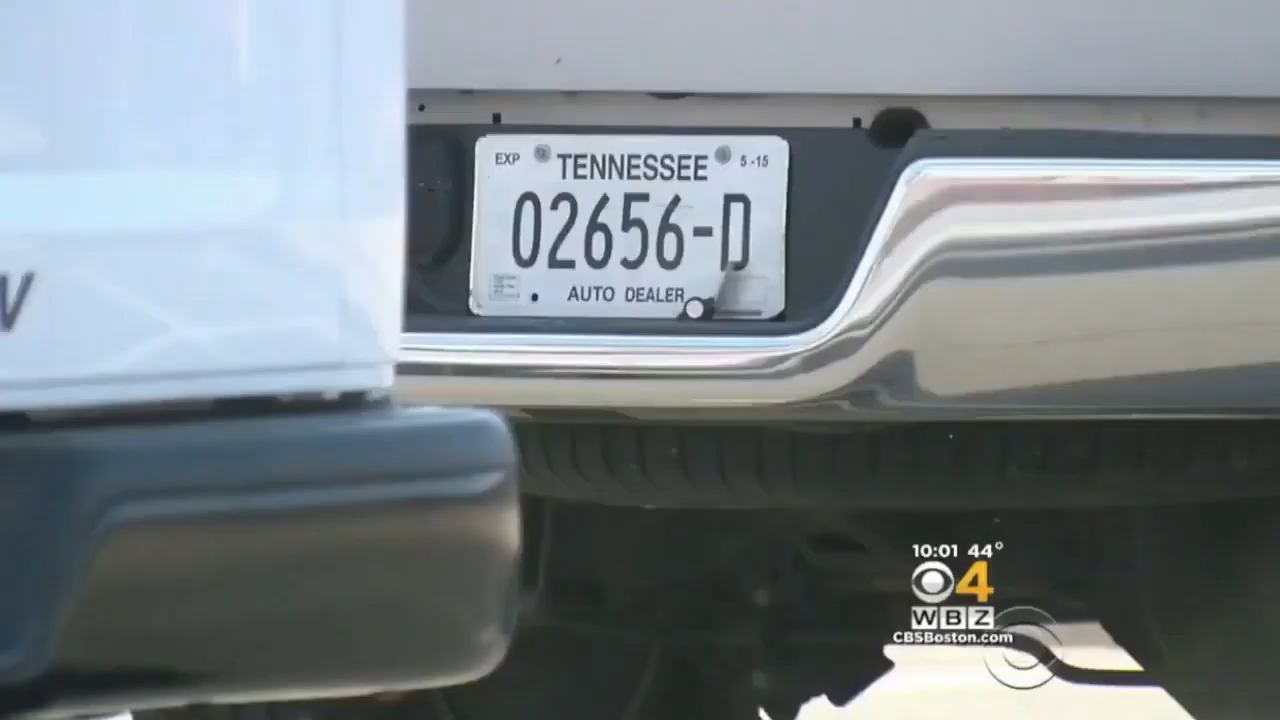 EXP TENNESSEE 5-15
02656-D
AUTO DEALER
10:01 44°
4
WBZ
CBSBoston.com